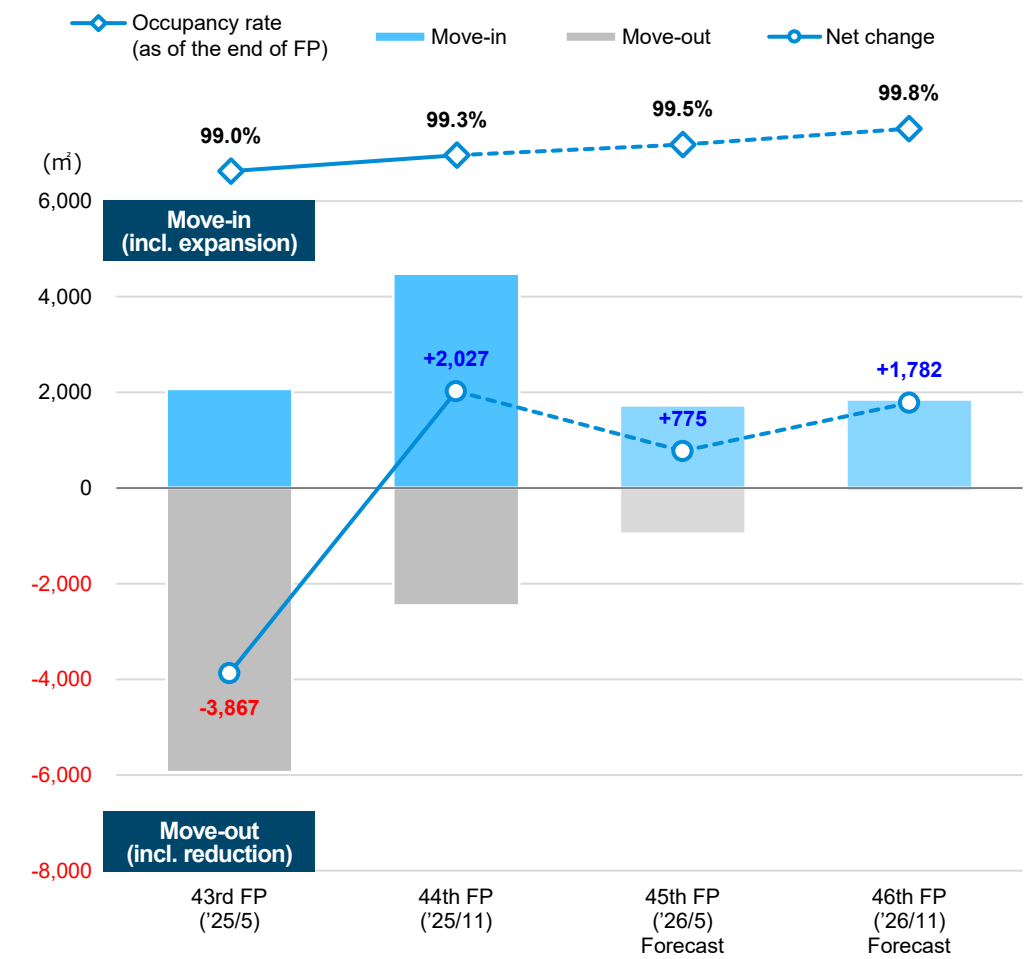 Occupancy rate
(as of the end of FP)
Move-in
Move-out
Net change
99.0%
99.3%
99.5%
99.8%
(㎡)
6,000
4,000
2,000
0
-2,000
-4,000
-6,000
-8,000
Move-in
(incl. expansion)
+2,027
+775
+1,782
-3,867
Move-out
(incl. reduction)
43rd FP
(’25/5)
44th FP
(’25/11)
45th FP
(’26/5)
Forecast
46th FP
(’26/11)
Forecast